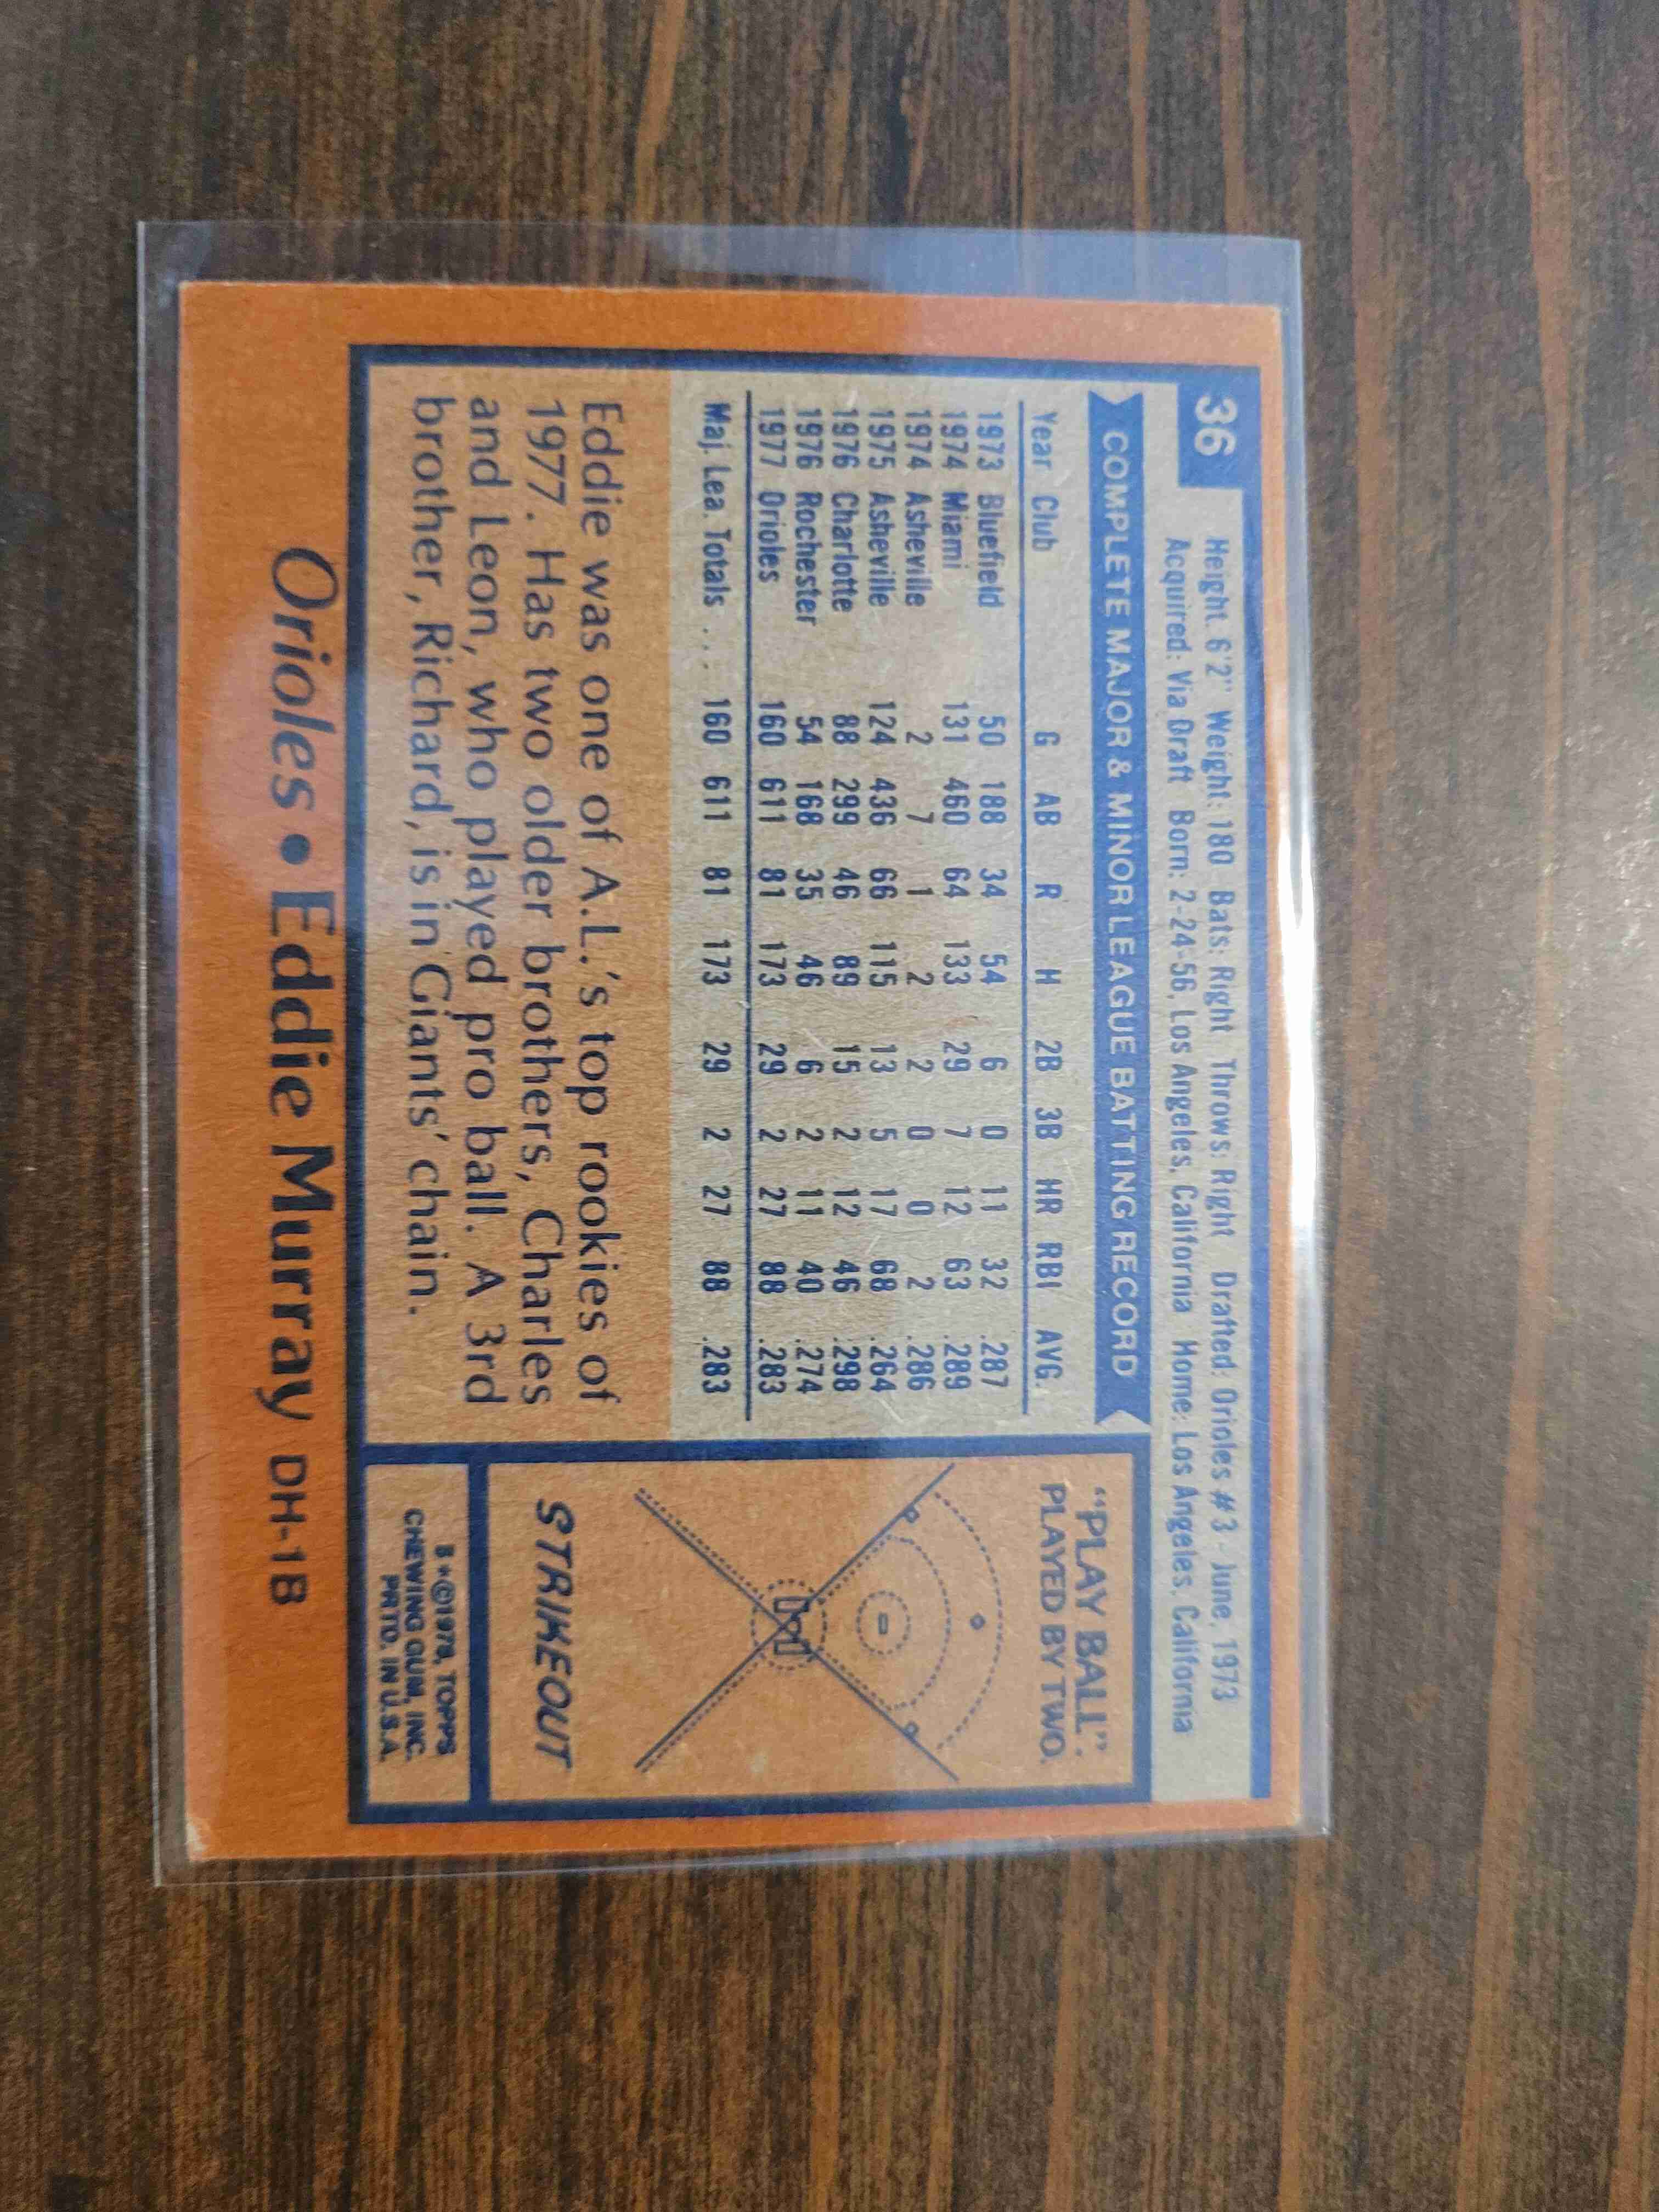 36
Height: 6'2" Weight: 180 Bats: Right Throws: Right Drafted: Orioles #3 - June, 1973
Acquired: Via Draft Born: 2-24-56, Los Angeles, California Home: Los Angeles, California
COMPLETE MAJOR & MINOR LEAGUE BATTING RECORD
Year Club G AB R H 2B 3B HR RBI AVG.
1973 Bluefield 50 188 34 54 6 0 11 32 .287
1974 Miami 131 460 64 133 29 7 12 63 .289
1974 Asheville 2 7 1 2 2 0 0 2 .286
1975 Asheville 124 436 66 115 13 5 17 68 .264
1976 Charlotte 88 299 46 89 15 2 12 46 .298
1976 Rochester 54 168 35 46 6 2 11 40 .274
1977 Orioles 160 611 81 173 29 2 27 88 .283
Maj. Lea. Totals ... 160 611 81 173 29 2 27 88 .283
Eddie was one of A.L.'s top rookies of
1977. Has two older brothers, Charles
and Leon, who played pro ball. A 3rd
brother, Richard, is in Giants' chain.
"PLAY BALL".
PLAYED BY TWO.
STRIKEOUT
B*©1978, TOPPS
CHEWING GUM, INC.
PRTD. IN U.S.A.
Orioles • Eddie Murray DH-1B